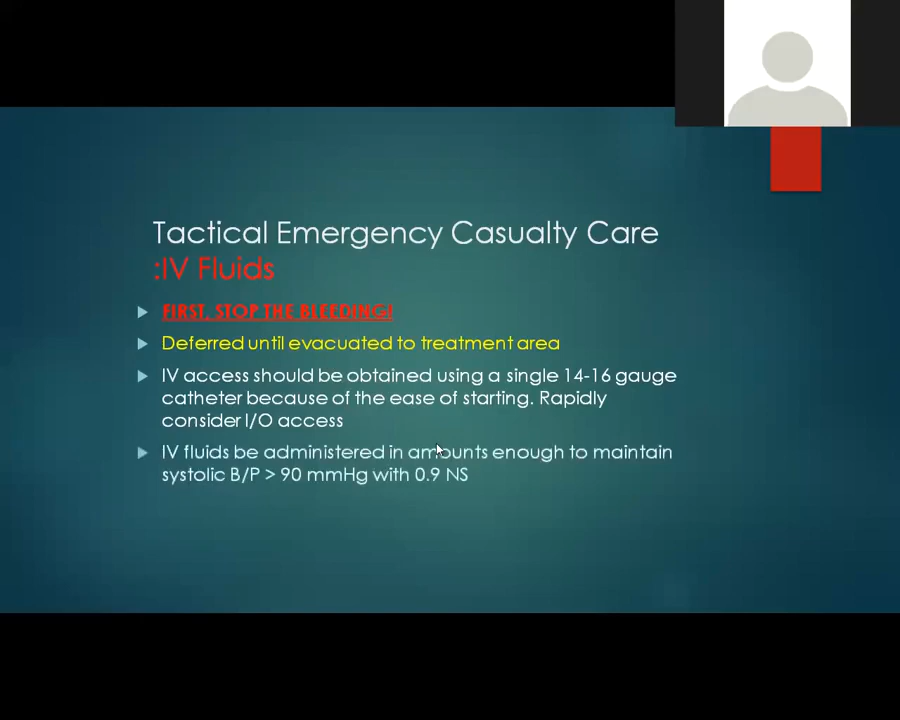 Tactical Emergency Casualty Care
:IV Fluids
FIRST, STOP THE BLEEDING!
Deferred until evacuated to treatment area
IV access should be obtained using a single 14-16 gauge
catheter because of the ease of starting. Rapidly
consider I/O access
IV fluids be administered in amounts enough to maintain
systolic B/P > 90 mmHg with 0.9 NS